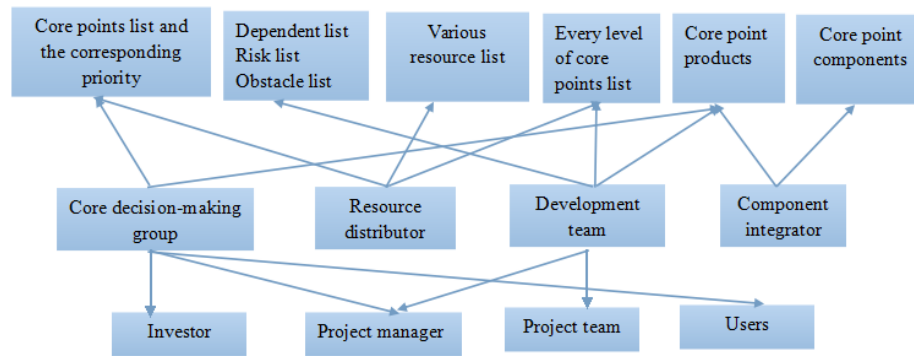 Core points list and
the corresponding
priority
Dependent list
Risk list
Obstacle list
Various
resource list
Every level
of core
points list
Core point
products
Core point
components
Core decision-making
group
Resource
distributor
Development
team
Component
integrator
Investor
Project manager
Project team
Users